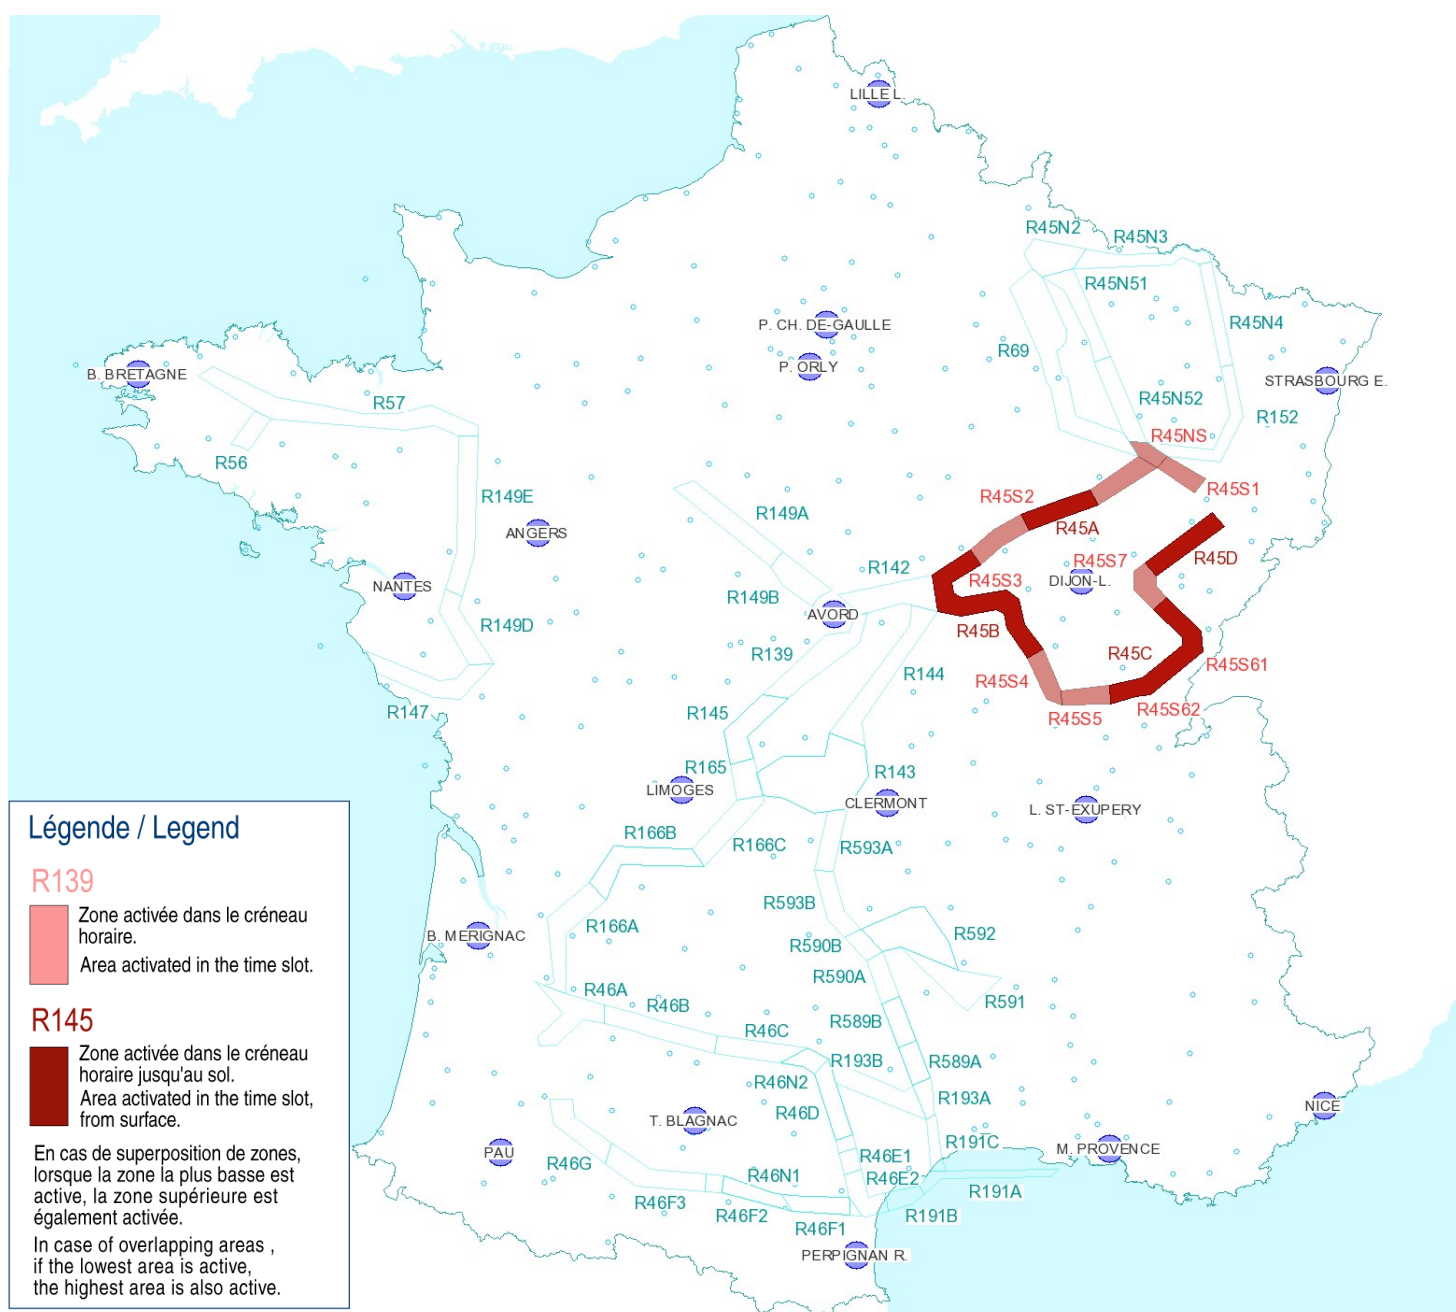 LILLE L.
R45N2
R45N3
R45N51
P. CH. DE-GAULLE
R45N4
R69
P. ORLY
B. BRETAGNE
STRASBOURG E.
R57
R45N52
R152
R45NS
R56
R149E
R45S2
R45S1
R149A
R45A
ANGERS
R45S7
R45D
R142
R45S3
DIJON-L.
NANTES
R149B
AVORD
R149D
R45B
R139
R45C
R45S61
R144
R45S4
R147
R145
R45S5
R45S62
R165
R143
LIMOGES
CLERMONT
L. ST-EXUPERY
R166B
R166C
R593A
R593B
R166A
B. MERIGNAC
R590B
R592
R590A
R46A
R591
R46B
R589B
R46C
R193B
R589A
R46N2
R193A
R46D
NICE
T. BLAGNAC
R191C
M. PROVENCE
PAU
R46G
R46E1
R46N1
R46E2
R191A
R46F3
R46F2
R191B
R46F1
PERPIGNAN R.
Légende / Legend
R139
Zone activée dans le créneau
horaire.
Area activated in the time slot.
R145
Zone activée dans le créneau
horaire jusqu'au sol.
Area activated in the time slot,
from surface.
En cas de superposition de zones,
lorsque la zone la plus basse est
active, la zone supérieure est
également activée.
In case of overlapping areas ,
if the lowest area is active,
the highest area is also active.